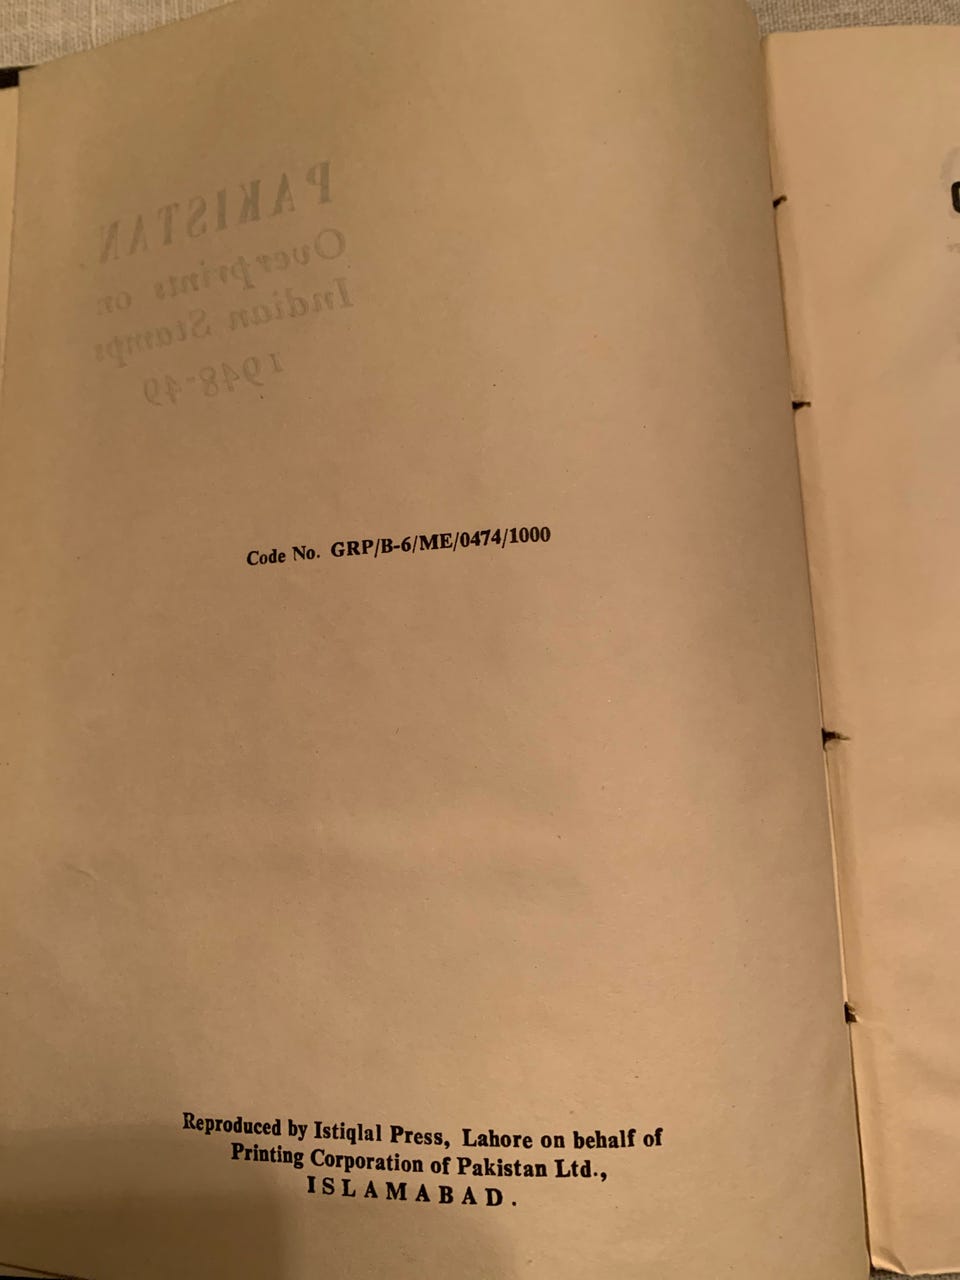 PAKISTAN
Overprints on
Indian Stamps
1948-49
Code No. GRP/B-6/ME/0474/1000
Reproduced by Istiqlal Press, Lahore on behalf of
Printing Corporation of Pakistan Ltd.,
ISLAMABAD.